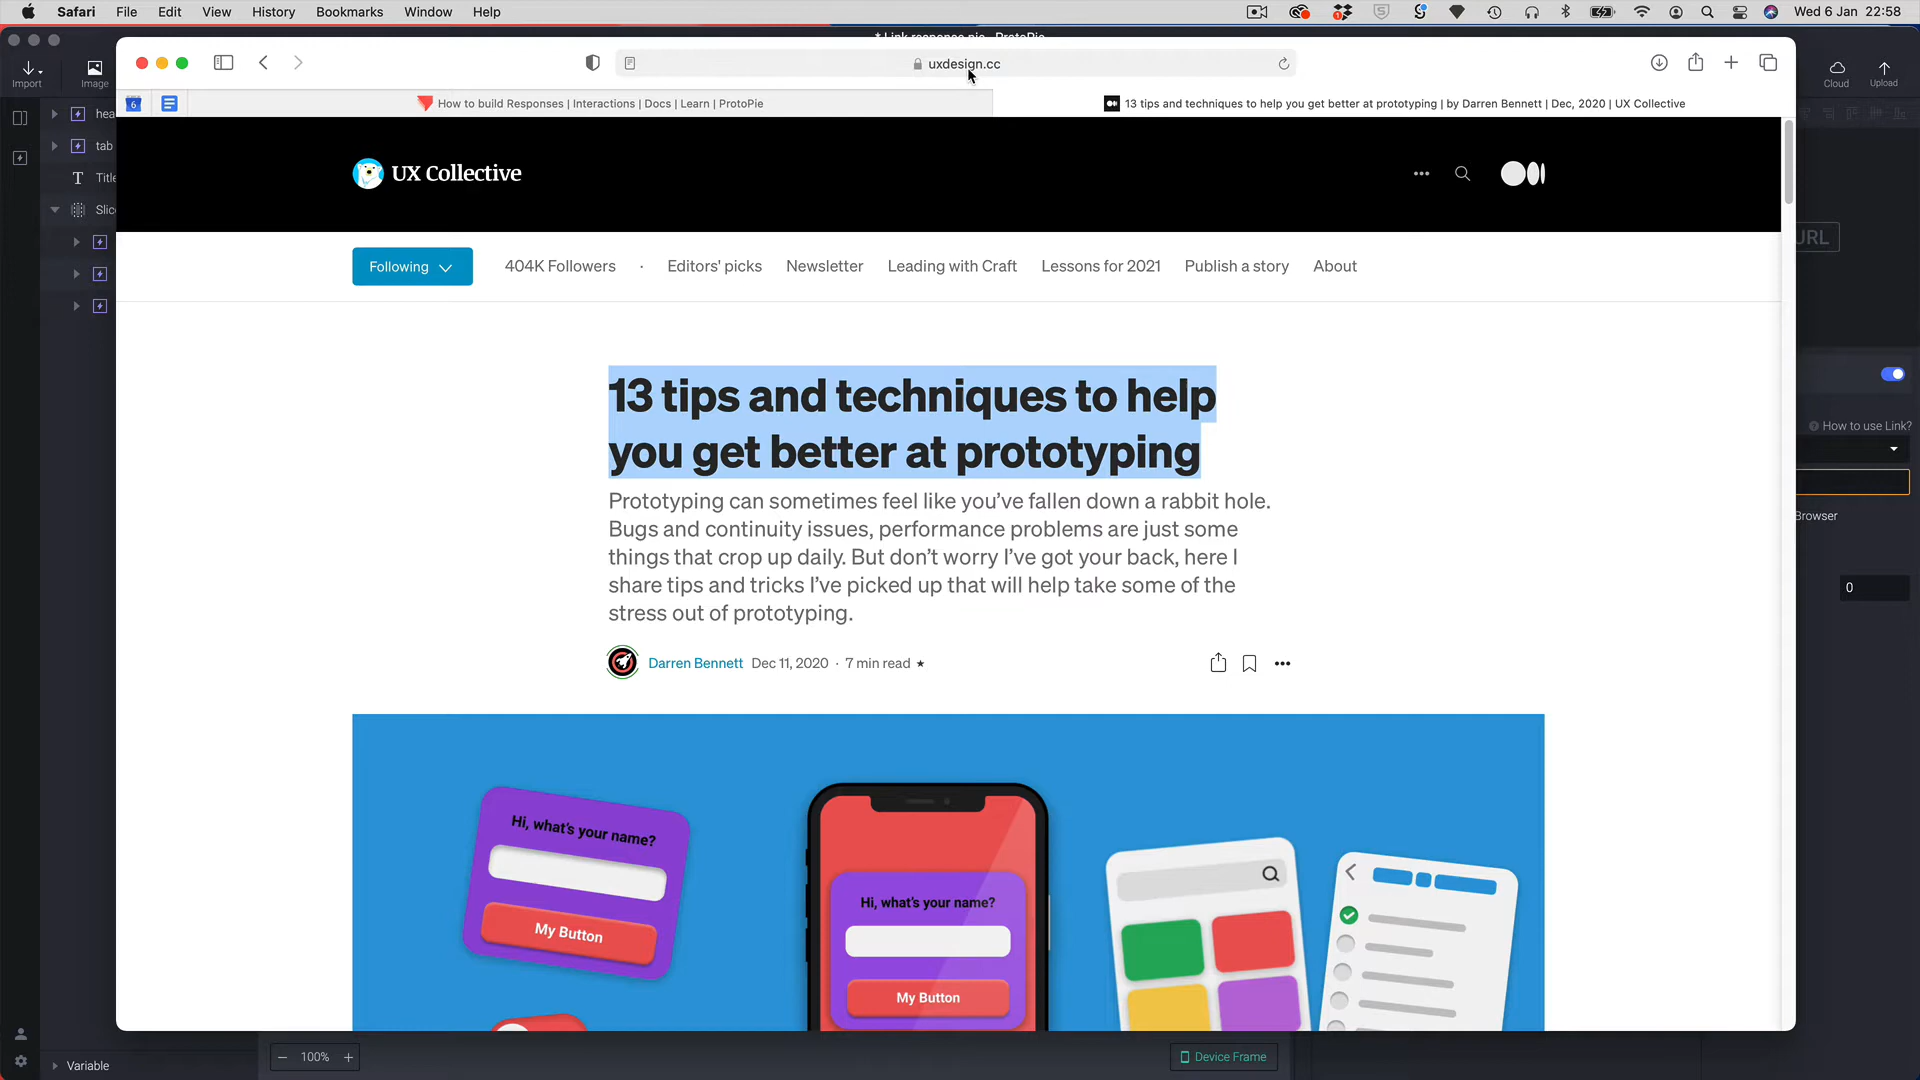 Safari File Edit View History Bookmarks Window Help
Wed 6 Jan 22:58
* Link response.pie - ProtoPie
Import
Image
Cloud
Upload
uxdesign.cc
6
How to build Responses | Interactions | Docs | Learn | ProtoPie
13 tips and techniques to help you get better at prototyping | by Darren Bennett | Dec, 2020 | UX Collective
tab
UX Collective
URL
Following
404K Followers · Editors' picks Newsletter Leading with Craft Lessons for 2021 Publish a story About
13 tips and techniques to help
you get better at prototyping
How to use Link?
Prototyping can sometimes feel like you’ve fallen down a rabbit hole.
Bugs and continuity issues, performance problems are just some
things that crop up daily. But don’t worry I’ve got your back, here I
share tips and tricks I’ve picked up that will help take some of the
stress out of prototyping.
Browser
0
Darren Bennett Dec 11, 2020 · 7 min read ★
Hi, what’s your name?
My Button
Hi, what’s your name?
My Button
Variable
− 100% +
Device Frame